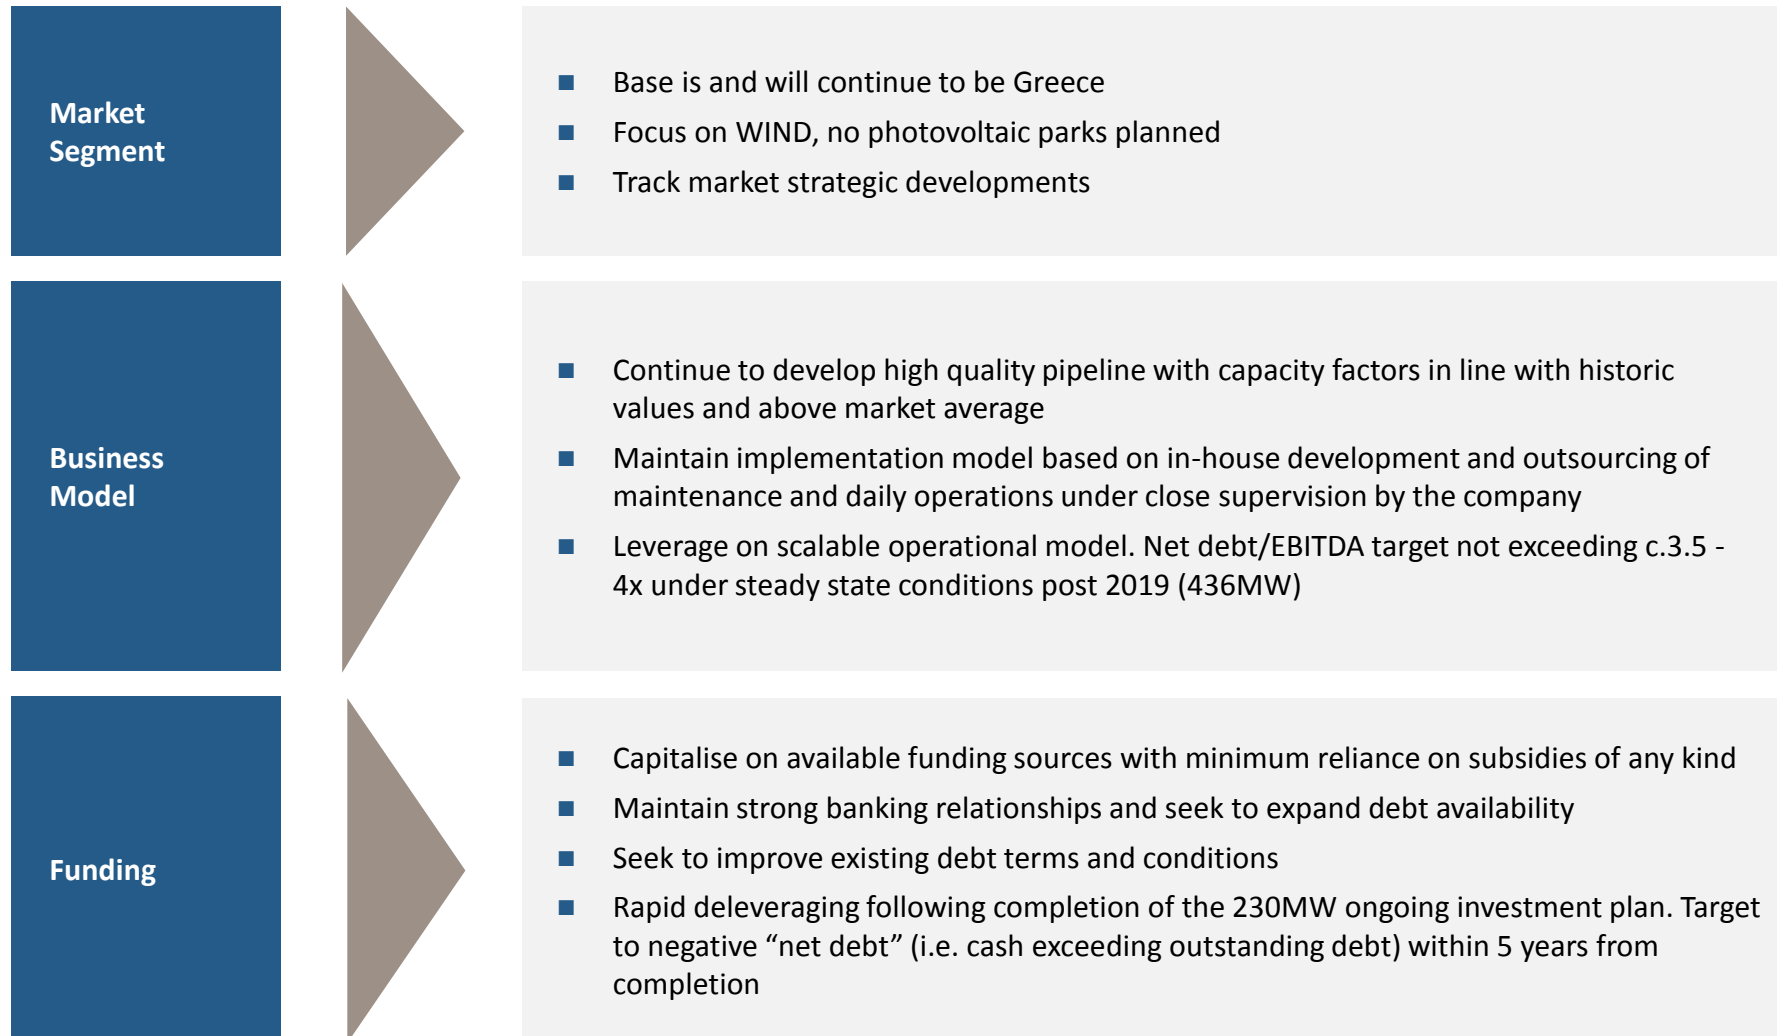 Market
Segment
Base is and will continue to be Greece
Focus on WIND, no photovoltaic parks planned
Track market strategic developments
Business
Model
Continue to develop high quality pipeline with capacity factors in line with historic
values and above market average
Maintain implementation model based on in-house development and outsourcing of
maintenance and daily operations under close supervision by the company
Leverage on scalable operational model. Net debt/EBITDA target not exceeding c.3.5 -
4x under steady state conditions post 2019 (436MW)
Funding
Capitalise on available funding sources with minimum reliance on subsidies of any kind
Maintain strong banking relationships and seek to expand debt availability
Seek to improve existing debt terms and conditions
Rapid deleveraging following completion of the 230MW ongoing investment plan. Target
to negative “net debt” (i.e. cash exceeding outstanding debt) within 5 years from
completion